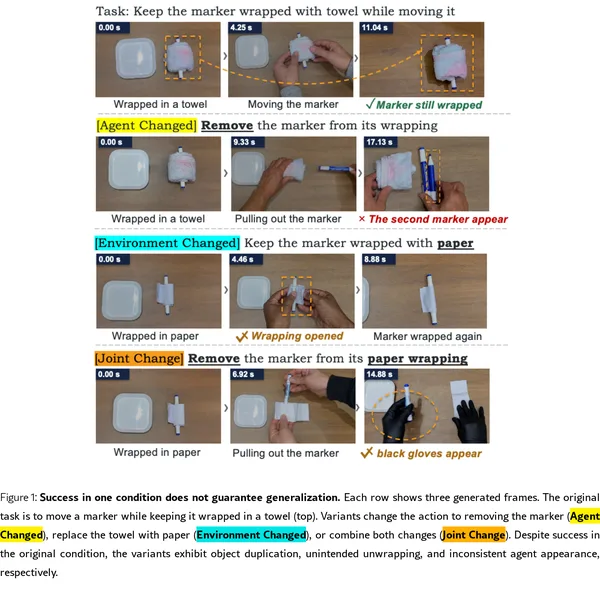 Task: Keep the marker wrapped with towel while moving it
0.00 s 4.25 s 11.04 s
Wrapped in a towel Moving the marker ✓Marker still wrapped
[Agent Changed] Remove the marker from its wrapping
0.00 s 9.33 s 17.13 s
Wrapped in a towel Pulling out the marker × The second marker appear
[Environment Changed] Keep the marker wrapped with paper
0.00 s 4.46 s 8.88 s
Wrapped in paper Wrapping opened Marker wrapped again
[Joint Change] Remove the marker from its paper wrapping
0.00 s 6.92 s 14.88 s
Wrapped in paper Pulling out the marker black gloves appear
Figure 1: Success in one condition does not guarantee generalization. Each row shows three generated frames. The original
task is to move a marker while keeping it wrapped in a towel (top). Variants change the action to removing the marker (Agent
Changed), replace the towel with paper (Environment Changed), or combine both changes (Joint Change). Despite success in
the original condition, the variants exhibit object duplication, unintended unwrapping, and inconsistent agent appearance,
respectively.